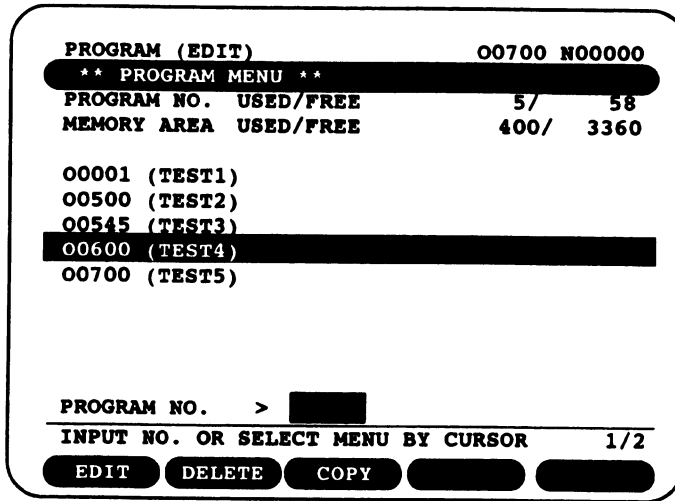 PROGRAM (EDIT) O0700 N00000
** PROGRAM MENU **
PROGRAM NO. USED/FREE 5/ 58
MEMORY AREA USED/FREE 400/ 3360
O0001 (TEST1)
O0500 (TEST2)
O0545 (TEST3)
O0600 (TEST4)
O0700 (TEST5)
PROGRAM NO. >
INPUT NO. OR SELECT MENU BY CURSOR 1/2
EDIT DELETE COPY